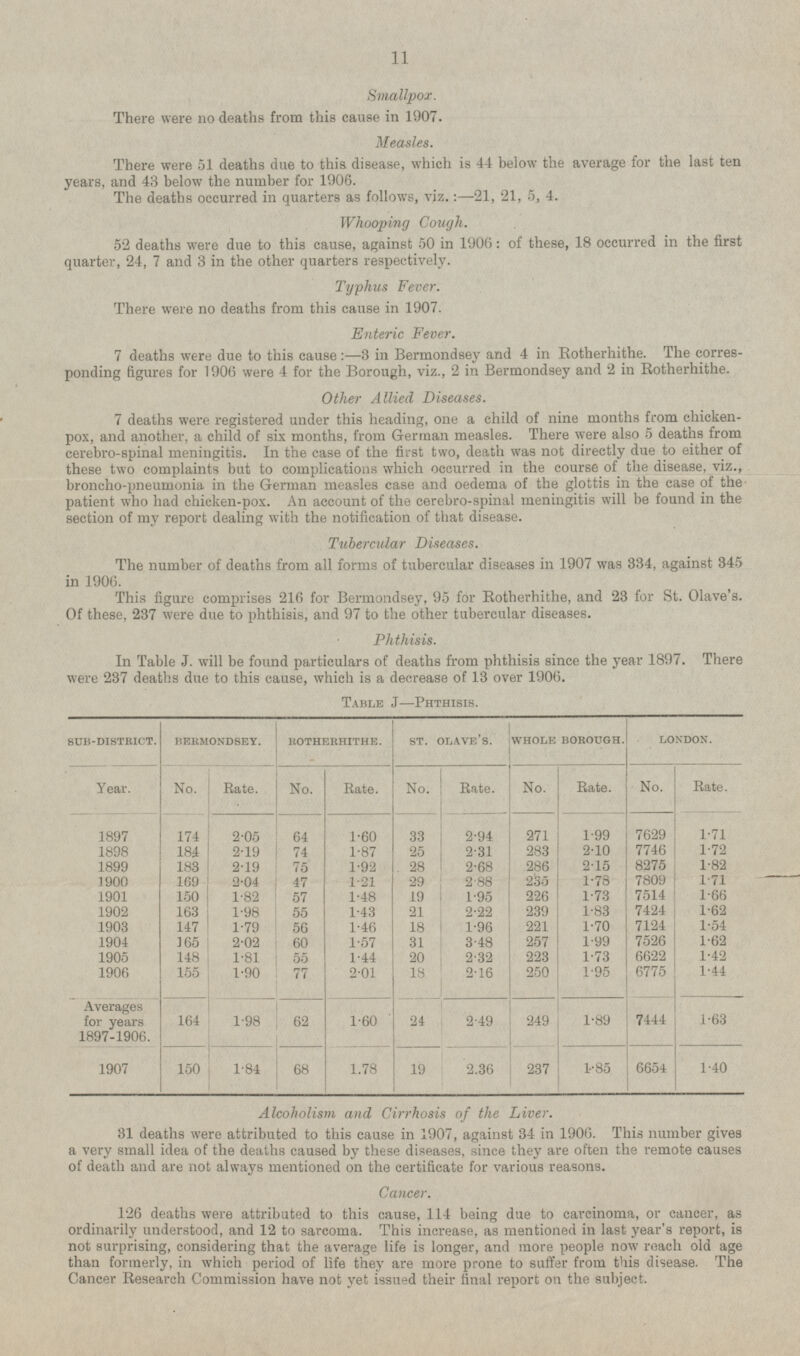 11
Smallpox.
There were no deaths from this cause in 1907.
Measles.
There were 51 deaths due to this disease, which is 44 below the average for the last ten
years, and 43 below the number for 1906.
The deaths occurred in quarters as follows, viz. :—21, 21, 5, 4.
Whooping Cough.
52 deaths were due to this cause, against 50 in 1906 : of these, 18 occurred in the first
quarter, 24, 7 and 3 in the other quarters respectively.
Typhus Fever.
There were no deaths from this cause in 1907.
Enteric Fever.
7 deaths were due to this cause :—3 in Bermondsey and 4 in Rotherhithe. The corres-
ponding figures for 1906 were 4 for the Borough, viz., 2 in Bermondsey and 2 in Rotherhithe.
Other Allied Diseases.
7 deaths were registered under this heading, one a child of nine months from chicken-
pox, and another, a child of six months, from German measles. There were also 5 deaths from
cerebro-spinal meningitis. In the case of the first two, death was not directly due to either of
these two complaints but to complications which occurred in the course of the disease, viz.,
broncho-pneumonia in the German measles case and oedema of the glottis in the case of the
patient who had chicken-pox. An account of the cerebro-spinal meningitis will be found in the
section of my report dealing with the notification of that disease.
Tubercular Diseases.
The number of deaths from all forms of tubercular diseases in 1907 was 334, against 345
in 1906.
This figure comprises 216 for Bermondsey, 95 for Rotherhithe, and 23 for St. Olave's.
Of these, 237 were due to phthisis, and 97 to the other tubercular diseases.
Phthisis.
In Table J. will be found particulars of deaths from phthisis since the year 1897. There
were 237 deaths due to this cause, which is a decrease of 13 over 1906.
Table J—Phthisis.
SUB-DISTRICT. BERMONDSEY. ROTHERHITHE. ST. OLAVE'S. WHOLE BOROUGH. LONDON.
Year. No. Rate. No. Rate. No. Rate. No. Rate. No. Rate.
1897 174 2·05 64 1·60 33 2·94 271 1·99 7629 1·71
1898 184 2·19 74 1·87 25 2·31 283 2·10 7746 1·72
1899 183 2·19 75 1·92 28 2·68 286 2·15 8275 1·82
1900 169 2·04 47 1·21 29 2·88 235 1·78 7809 1·71
1901 150 1·82 57 1·48 19 1·95 226 1·73 7514 1·66
1902 163 1·98 55 1·43 21 2·22 239 1·83 7424 1·62
1903 147 1·79 56 1·46 18 1·96 221 1·70 7124 1·54
1904 165 2·02 60 1·57 31 3·48 257 1·99 7526 1·62
1905 148 1·81 55 1·44 20 2·32 223 1·73 6622 1·42
1906 155 1·90 77 2·01 18 2·16 250 1·95 6775 1·44
Averages
for years 164 1·98 62 1·60 24 2·49 249 1·89 7444 1·63
1897-1906.
1907 150 1·84 68 1.78 19 2.36 237 1·85 6654 1·40
Alcoholism and Cirrhosis of the Liver.
31 deaths were attributed to this cause in 1907, against 34 in 1906. This number gives
a very small idea of the deaths caused by these diseases, since they are often the remote causes
of death and are not always mentioned on the certificate for various reasons.
Cancer.
126 deaths were attributed to this cause, 114 being due to carcinoma, or cancer, as
ordinarily understood, and 12 to sarcoma. This increase, as mentioned in last year's report, is
not surprising, considering that the average life is longer, and more people now reach old age
than formerly, in which period of life they are more prone to suffer from this disease. The
Cancer Research Commission have not yet issued their final report on the subject.